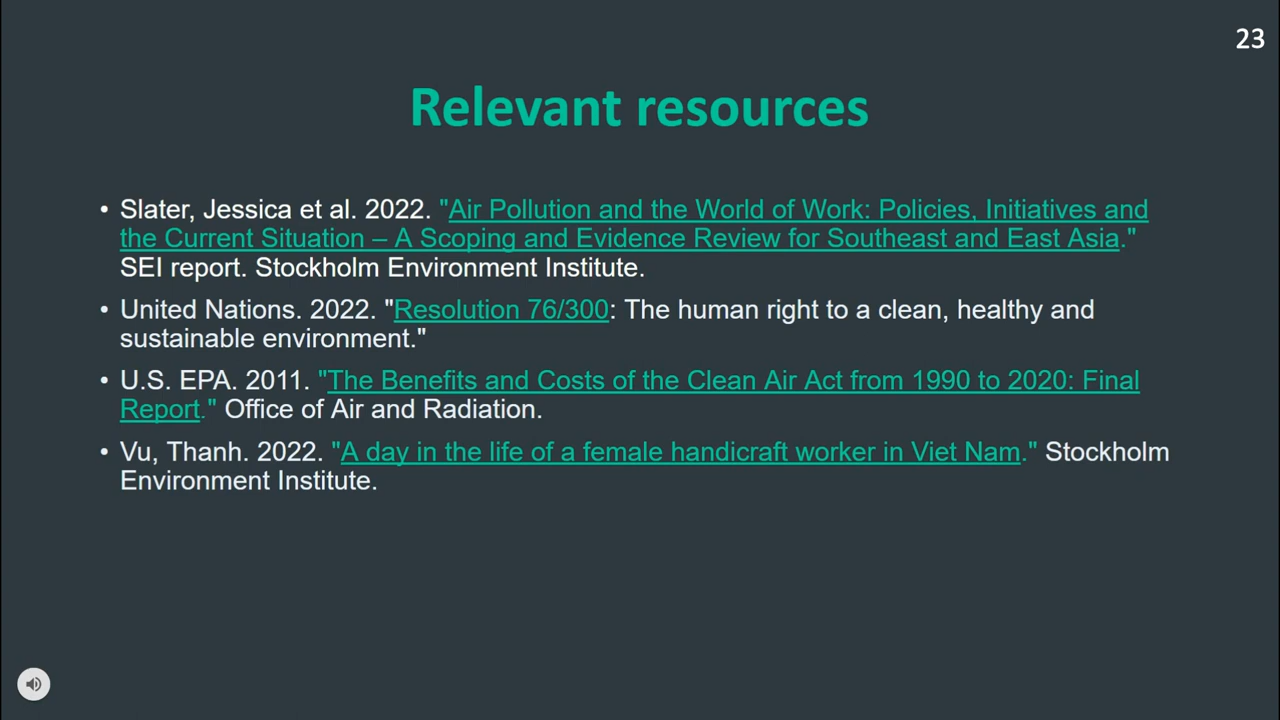 23
Relevant resources
• Slater, Jessica et al. 2022. "Air Pollution and the World of Work: Policies, Initiatives and
the Current Situation – A Scoping and Evidence Review for Southeast and East Asia."
SEI report. Stockholm Environment Institute.
• United Nations. 2022. "Resolution 76/300: The human right to a clean, healthy and
sustainable environment."
• U.S. EPA. 2011. "The Benefits and Costs of the Clean Air Act from 1990 to 2020: Final
Report." Office of Air and Radiation.
• Vu, Thanh. 2022. "A day in the life of a female handicraft worker in Viet Nam." Stockholm
Environment Institute.